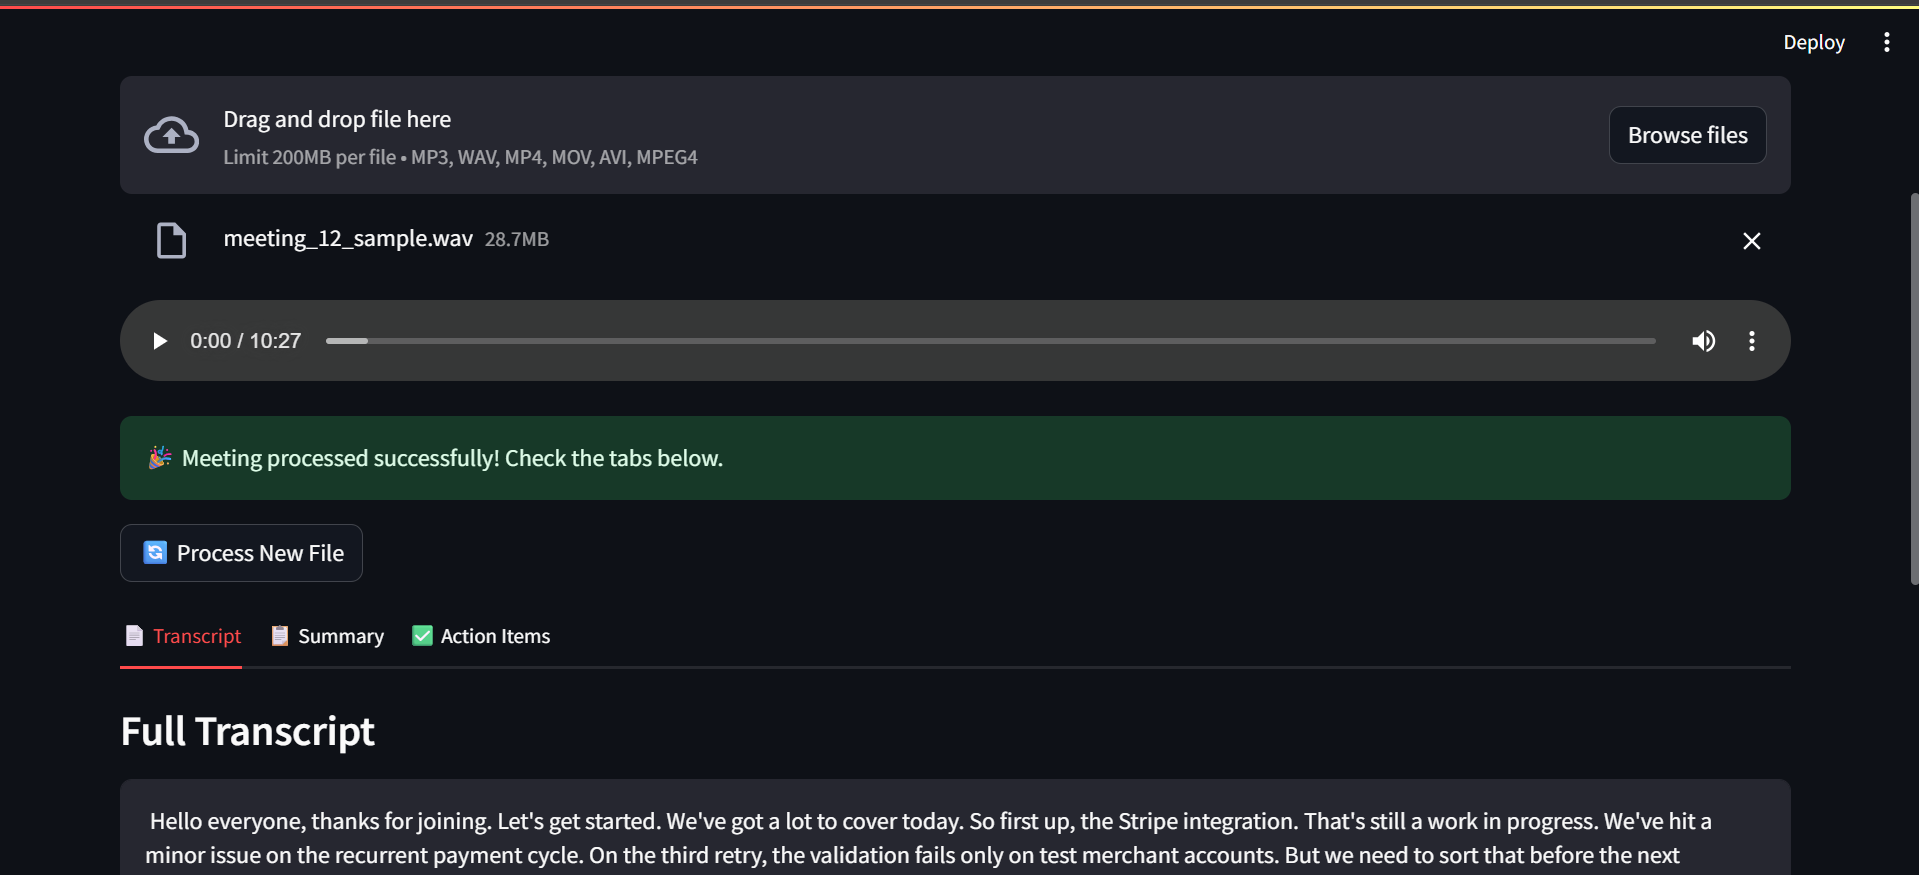 Deploy
Drag and drop file here
Limit 200MB per file • MP3, WAV, MP4, MOV, AVI, MPEG4
Browse files
meeting_12_sample.wav 28.7MB
0:00 / 10:27
🎉 Meeting processed successfully! Check the tabs below.
🔄 Process New File
📄 Transcript 📋 Summary ✅ Action Items
Full Transcript
Hello everyone, thanks for joining. Let's get started. We've got a lot to cover today. So first up, the Stripe integration. That's still a work in progress. We've hit a
minor issue on the recurrent payment cycle. On the third retry, the validation fails only on test merchant accounts. But we need to sort that before the next